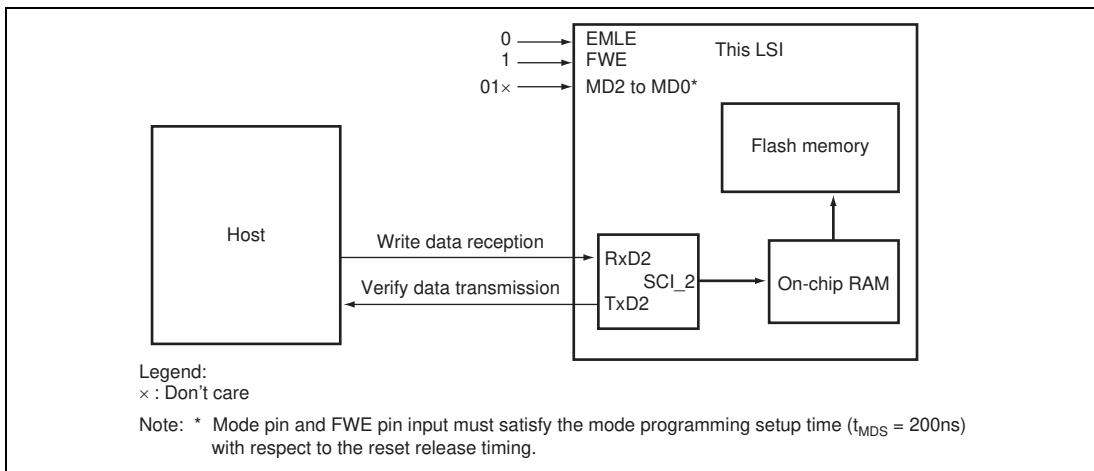 0 EMLE
This LSI
1 FWE
01× MD2 to MD0*
Flash memory
Host
Write data reception
RxD2
SCI_2
On-chip RAM
Verify data transmission
TxD2
Legend:
× : Don't care
Note: * Mode pin and FWE pin input must satisfy the mode programming setup time (tMDS = 200ns)
with respect to the reset release timing.